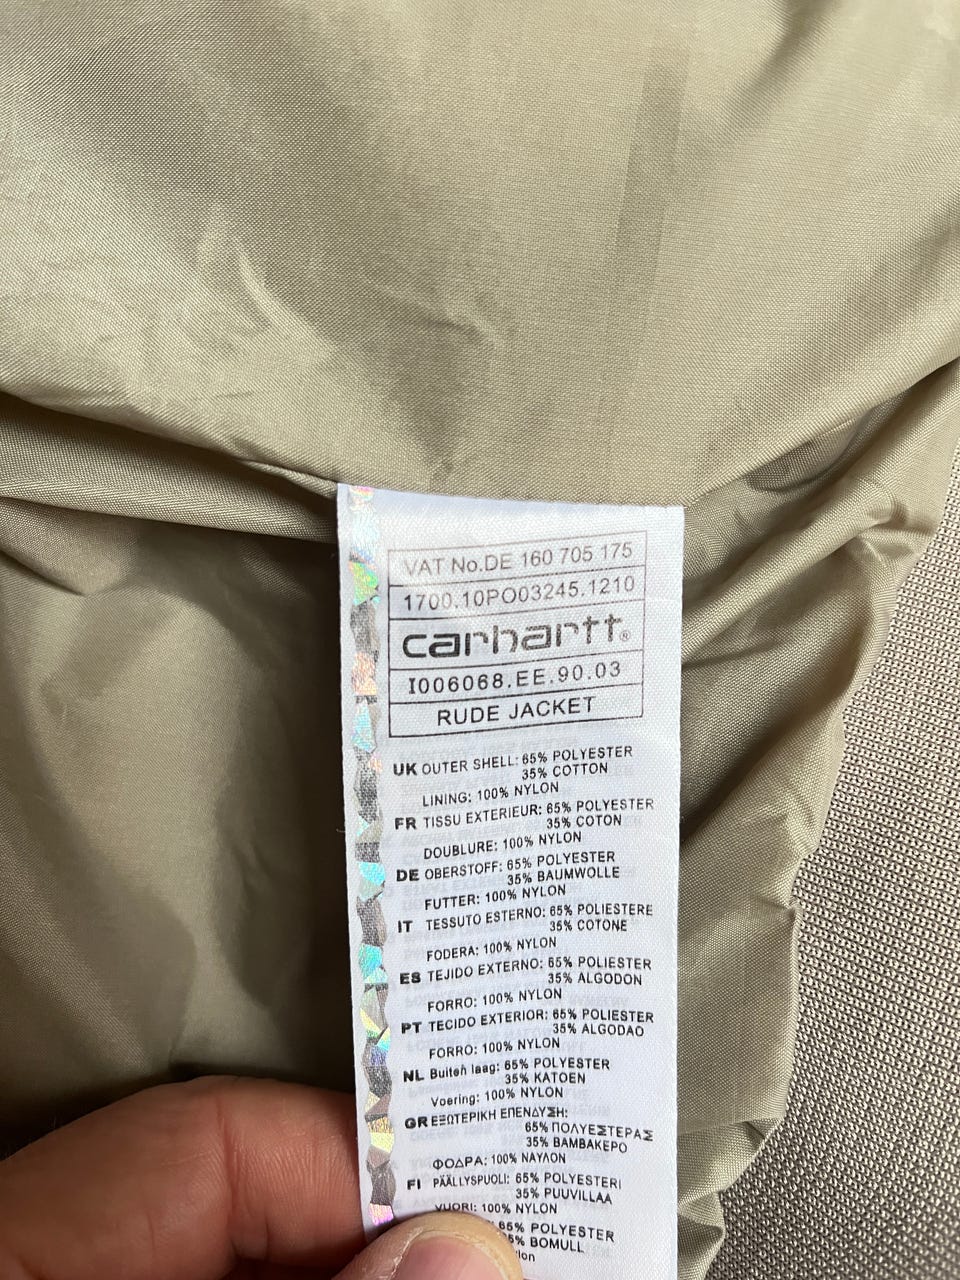 VAT No.DE 160 705 175
1700.10PO03245.1210
carhartt®
I006068.EE.90.03
RUDE JACKET
UK OUTER SHELL: 65% POLYESTER
35% COTTON
LINING: 100% NYLON
FR TISSU EXTERIEUR: 65% POLYESTER
35% COTON
DOUBLURE: 100% NYLON
DE OBERSTOFF: 65% POLYESTER
35% BAUMWOLLE
FUTTER: 100% NYLON
IT TESSUTO ESTERNO: 65% POLIESTERE
35% COTONE
FODERA: 100% NYLON
ES TEJIDO EXTERNO: 65% POLIESTER
35% ALGODON
FORRO: 100% NYLON
PT TECIDO EXTERIOR: 65% POLIESTER
35% ALGODAO
FORRO: 100% NYLON
NL Buiten laag: 65% POLYESTER
35% KATOEN
Voering: 100% NYLON
GR ΕΞΩΤΕΡΙΚΗ ΕΠΕΝΔΥΣΗ:
65% ΠΟΛΥΕΣΤΕΡΑΣ
35% ΒΑΜΒΑΚΕΡΟ
ΦΟΔΡΑ: 100% ΝΑΥΛΟΝ
FI PÄÄLLYSPUOLI: 65% POLYESTERI
35% PUUVILLAA
VUORI: 100% NYLON
65% POLYESTER
35% BOMULL